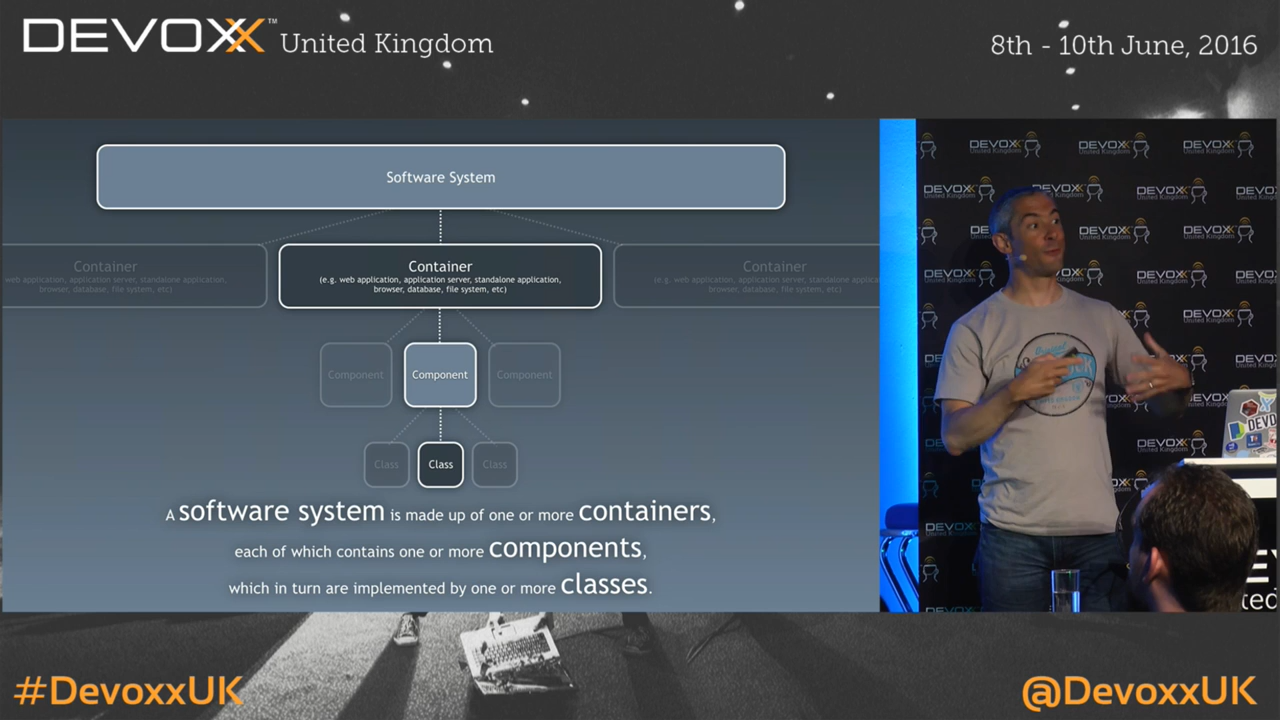 DEVOXX™ United Kingdom
8th - 10th June, 2016
Software System
Container
web application, application server, standalone application,
browser, database, file system, etc)
Container
(e.g. web application, application server, standalone application,
browser, database, file system, etc)
Container
(e.g. web application, application server, standalone applica
browser, database, file system, etc)
Component
Component
Component
Class
Class
Class
A software system is made up of one or more containers,
each of which contains one or more components,
which in turn are implemented by one or more classes.
DEVOXX
United Kingdom
#DevoxxUK
@DevoxxUK